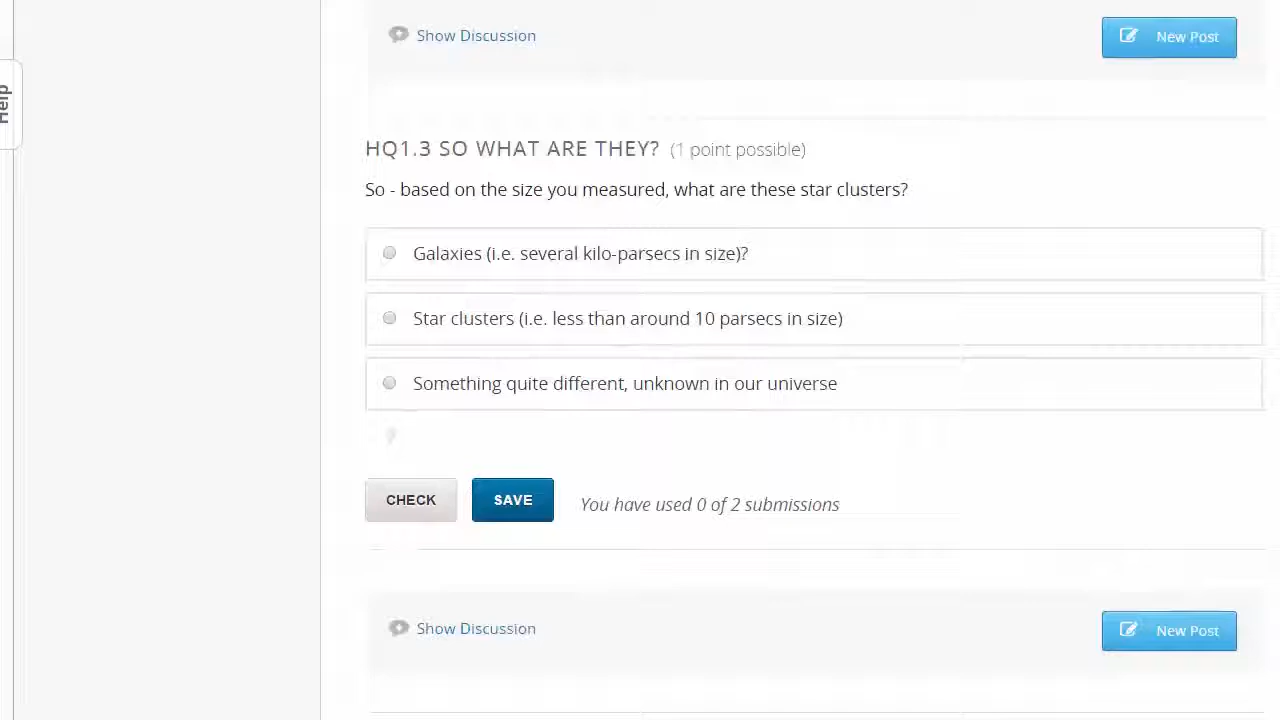 Show Discussion
New Post
Help
HQ1.3 SO WHAT ARE THEY? (1 point possible)
So - based on the size you measured, what are these star clusters?
Galaxies (i.e. several kilo-parsecs in size)?
Star clusters (i.e. less than around 10 parsecs in size)
Something quite different, unknown in our universe
CHECK
SAVE
You have used 0 of 2 submissions
Show Discussion
New Post